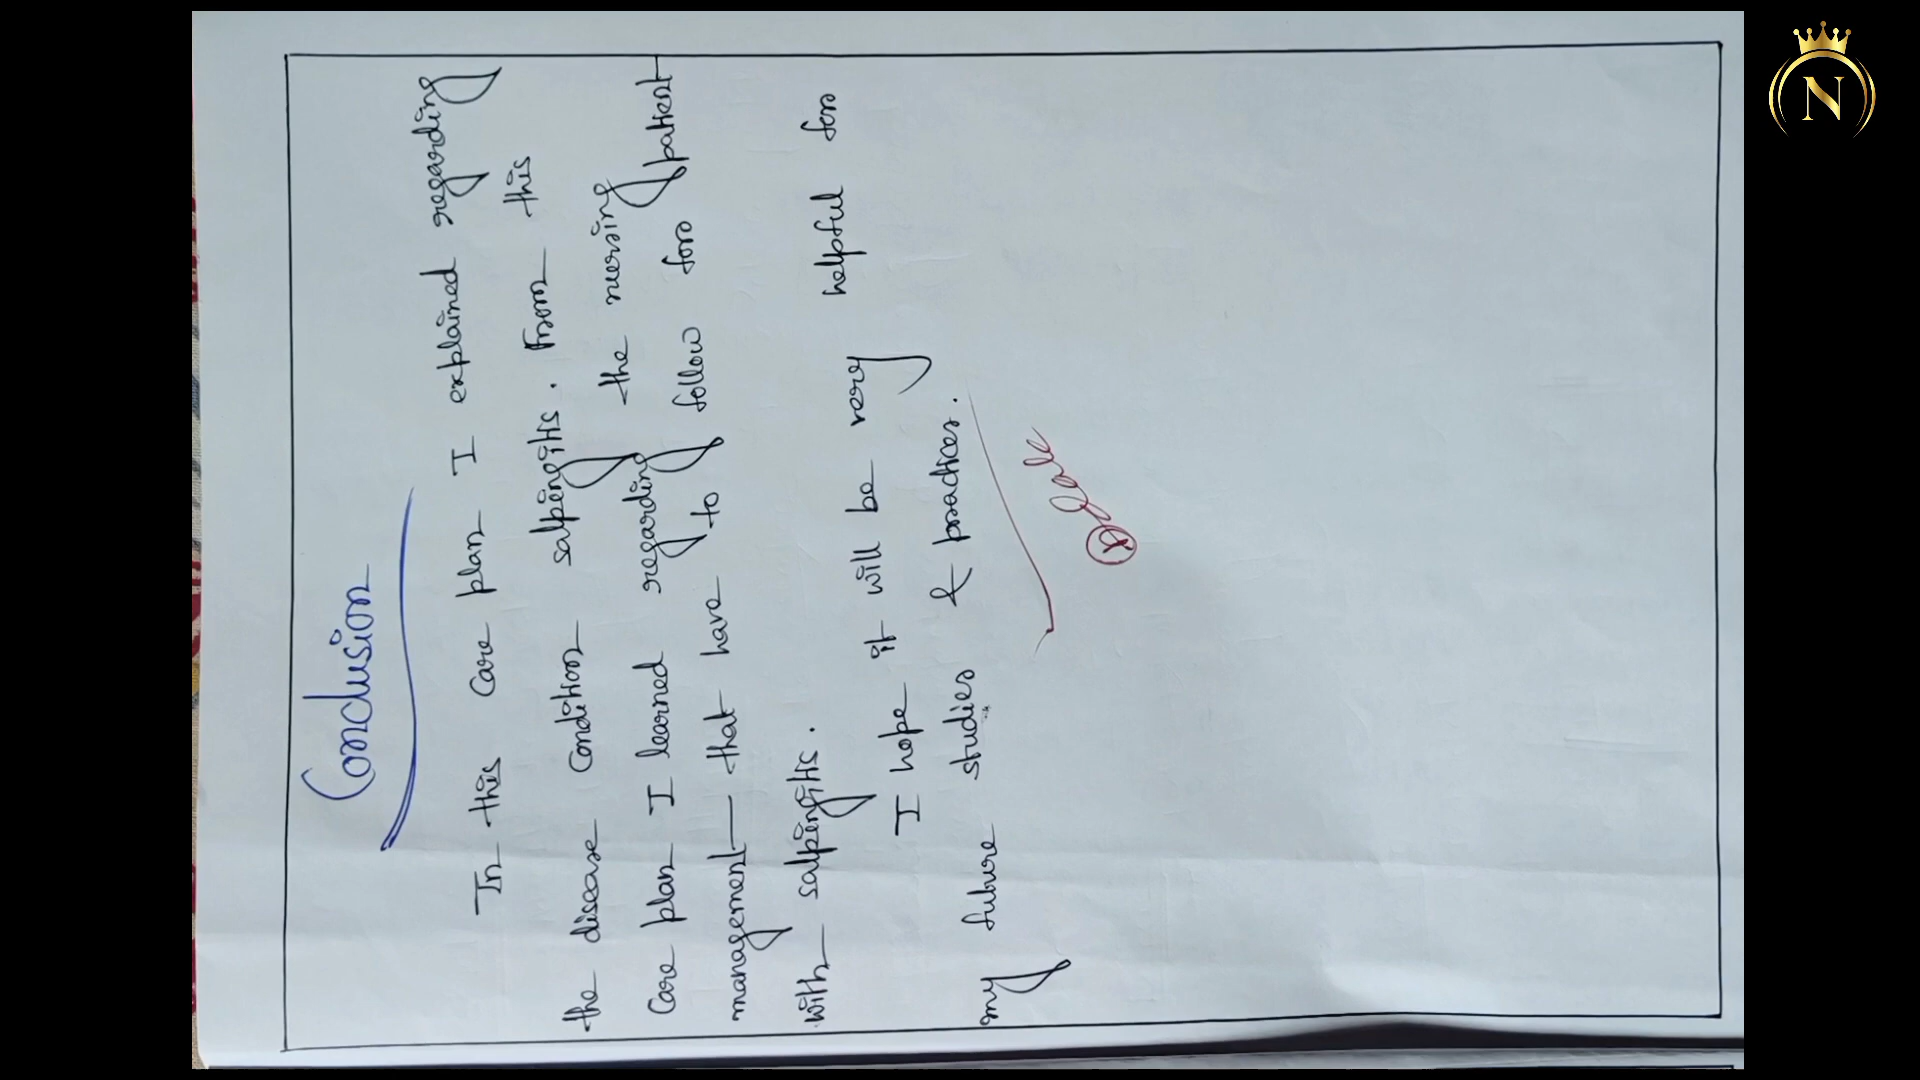 Conclusion
In this care plan I explained regarding
the disease condition salpingitis. From this
care plan I learned regarding the nursing
management that have to follow for patient
with salpingitis.
I hope it will be very helpful for
my future studies & practices.
N